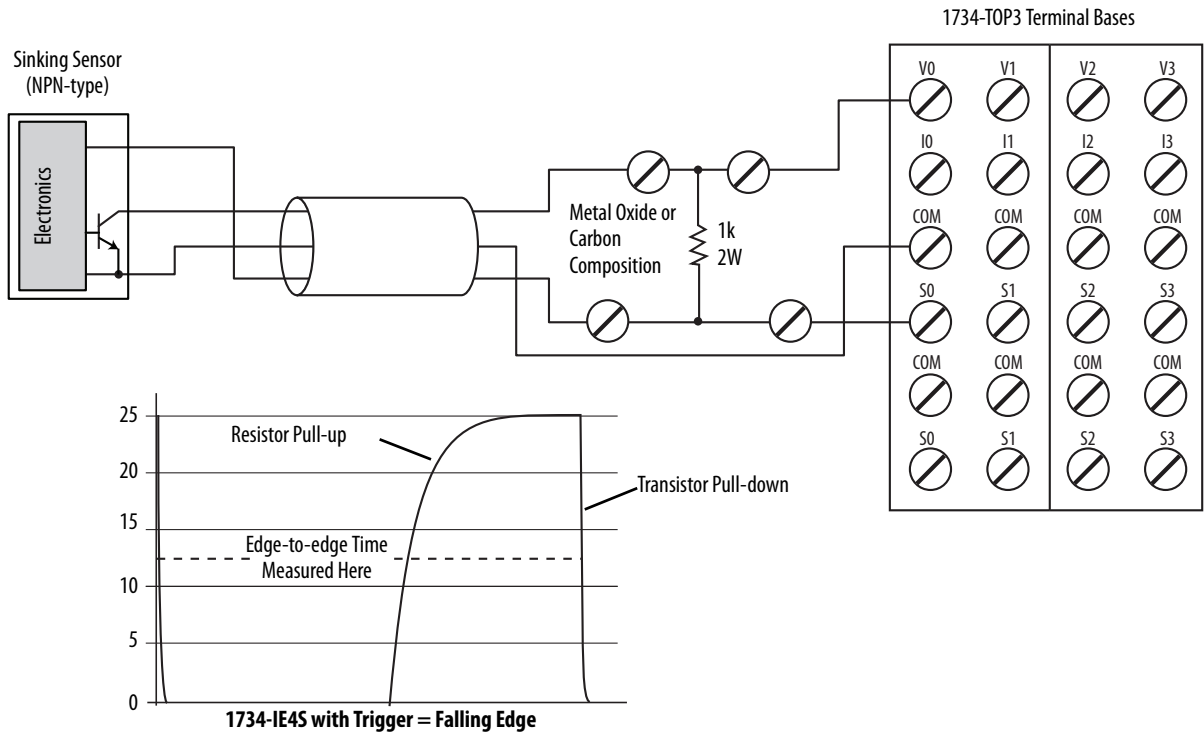 1734-TOP3 Terminal Bases
Sinking Sensor
(NPN-type)
Electronics
Metal Oxide or
Carbon
Composition
1k
2W
V0 V1 V2 V3
I0 I1 I2 I3
COM COM COM COM
S0 S1 S2 S3
COM COM COM COM
S0 S1 S2 S3
25
20
15
10
5
0
Resistor Pull-up
Transistor Pull-down
Edge-to-edge Time
Measured Here
1734-IE4S with Trigger = Falling Edge